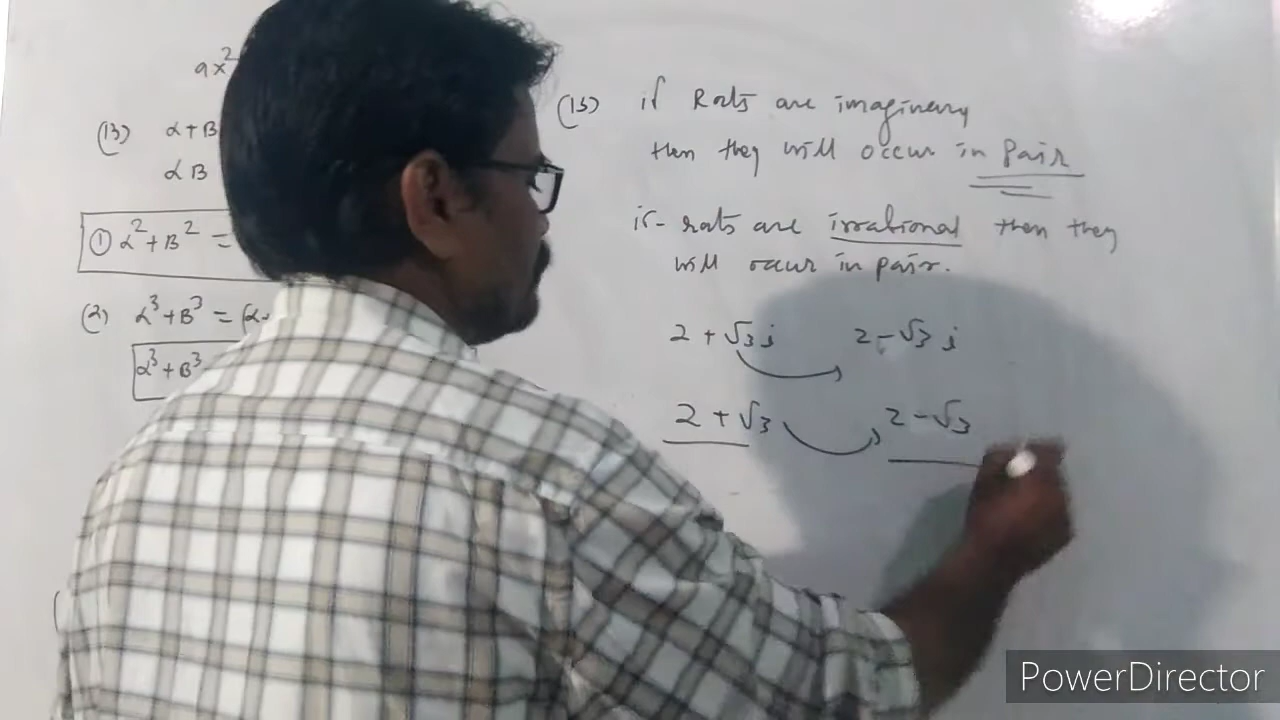 ax²
(13) α+β
αβ
① α²+β² =
(2) α³+β³ = (α
α³+β³
(15) if Roots are imaginary
then they will occur in pair
if roots are irrational then they
will occur in pair.
2 + √3 i 2 - √3 i
2 + √3 2 - √3
PowerDirector